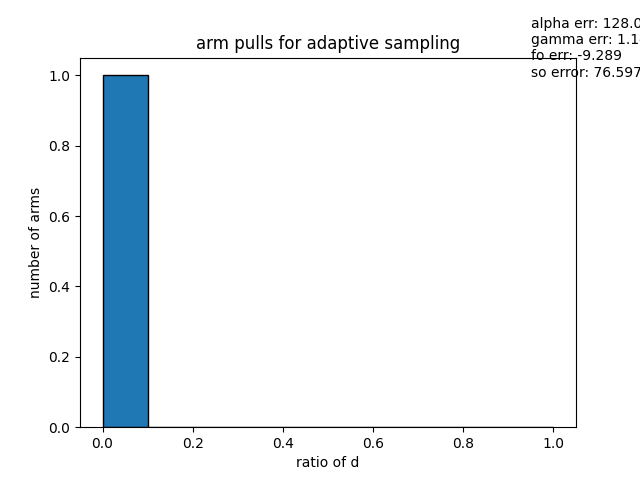 alpha err: 128.0
gamma err: 1.1
fo err: -9.289
so error: 76.597
arm pulls for adaptive sampling
1.0
0.8
0.6
0.4
0.2
0.0
number of arms
0.0 0.2 0.4 0.6 0.8 1.0
ratio of d